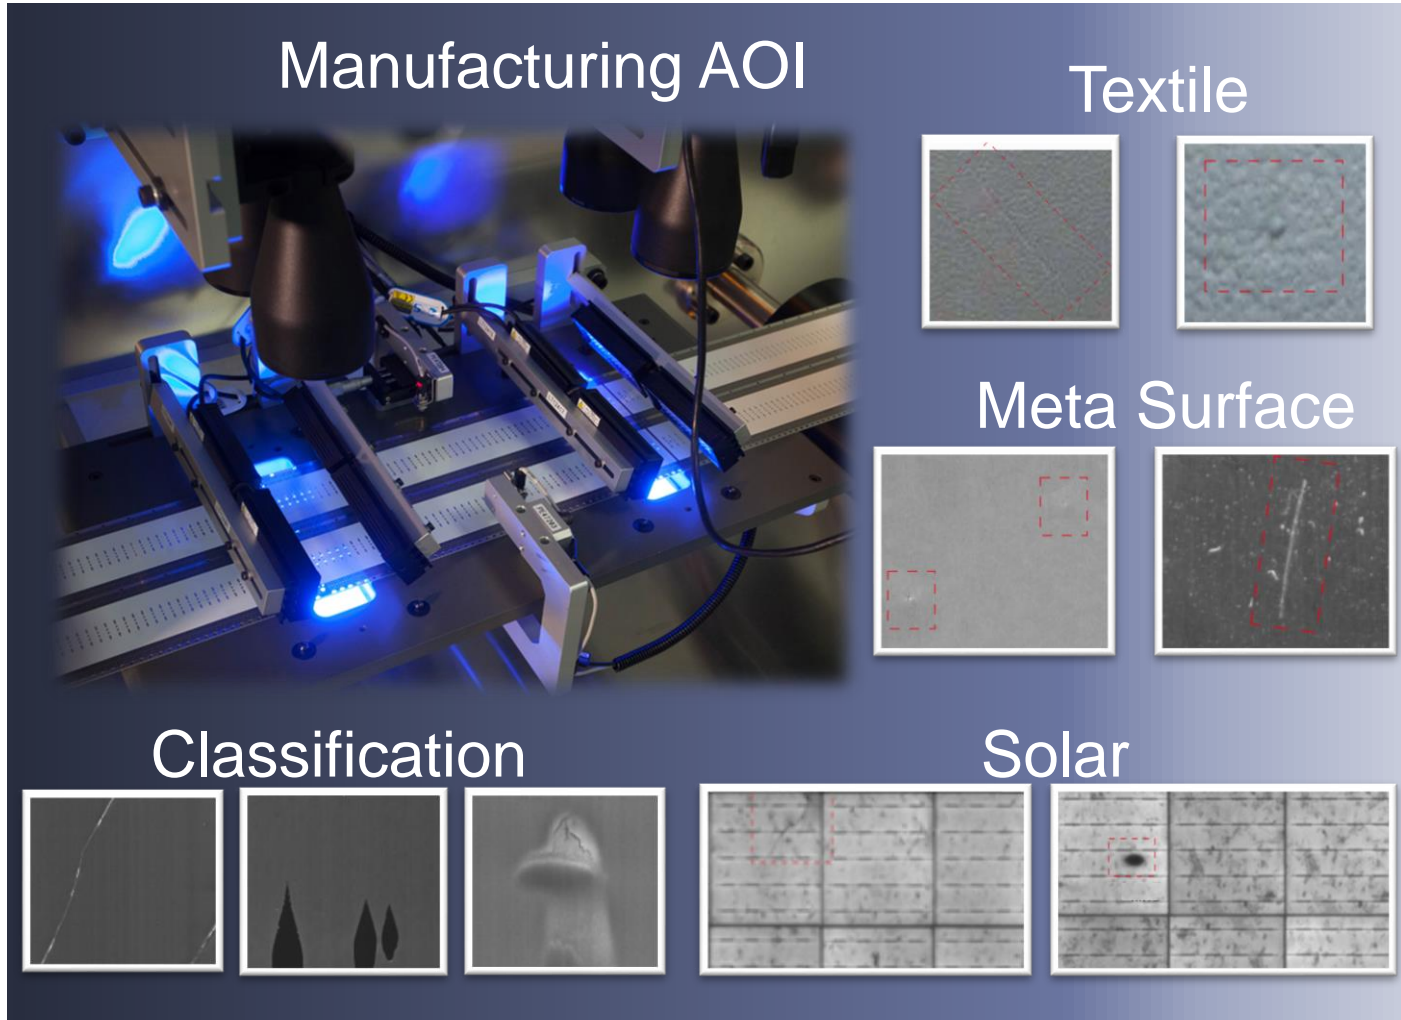 Manufacturing AOI
Textile
Meta Surface
Classification
Solar